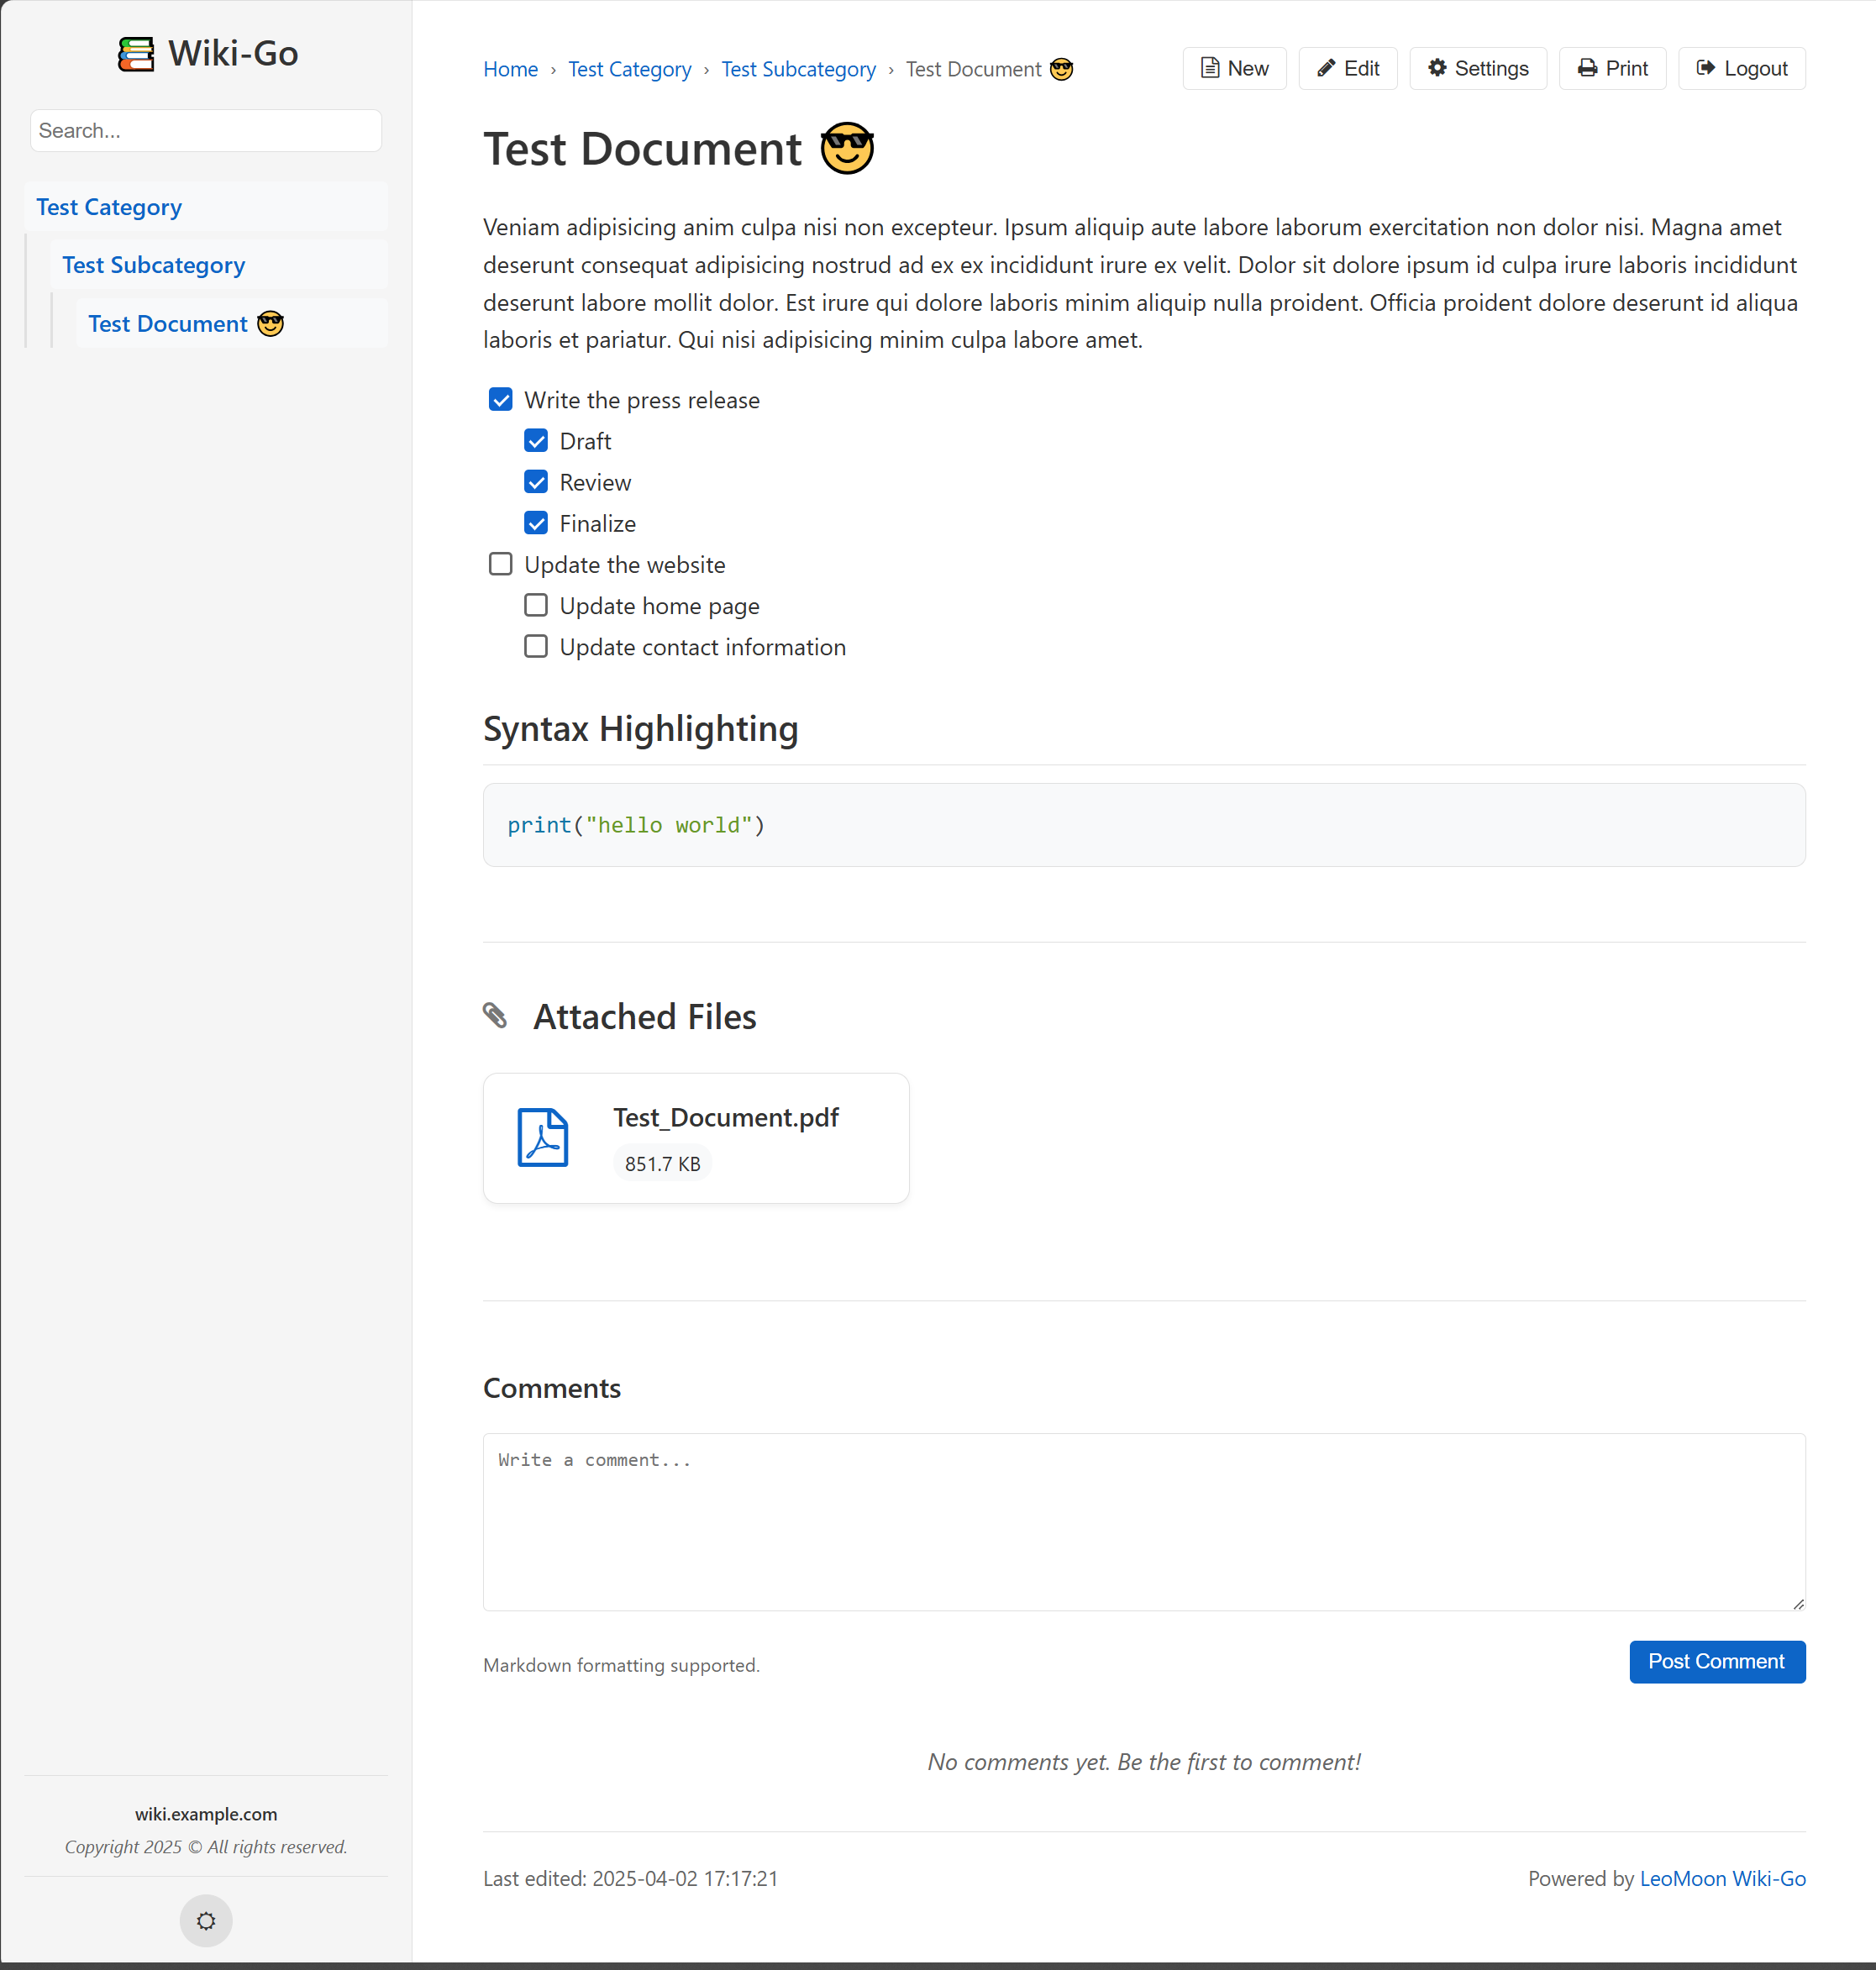 📚 Wiki-Go
Search...
Test Category
Test Subcategory
Test Document 😎
wiki.example.com
Copyright 2025 © All rights reserved.
Home › Test Category › Test Subcategory › Test Document 😎
New
Edit
Settings
Print
Logout
Test Document 😎
Veniam adipisicing anim culpa nisi non excepteur. Ipsum aliquip aute labore laborum exercitation non dolor nisi. Magna amet
deserunt consequat adipisicing nostrud ad ex ex incididunt irure ex velit. Dolor sit dolore ipsum id culpa irure laboris incididunt
deserunt labore mollit dolor. Est irure qui dolore laboris minim aliquip nulla proident. Officia proident dolore deserunt id aliqua
laboris et pariatur. Qui nisi adipisicing minim culpa labore amet.
Write the press release
Draft
Review
Finalize
Update the website
Update home page
Update contact information
Syntax Highlighting
print("hello world")
Attached Files
Test_Document.pdf
851.7 KB
Comments
Write a comment...
Markdown formatting supported.
Post Comment
No comments yet. Be the first to comment!
Last edited: 2025-04-02 17:17:21
Powered by LeoMoon Wiki-Go